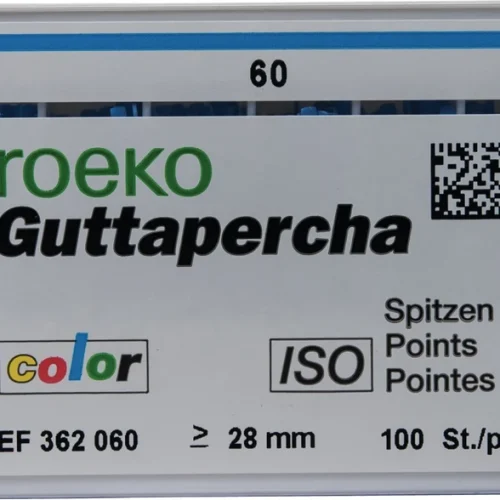 60
roeko
Guttapercha
Spitzen
color ISO Points
Pointes
EF 362 060 ≥ 28 mm 100 St./p